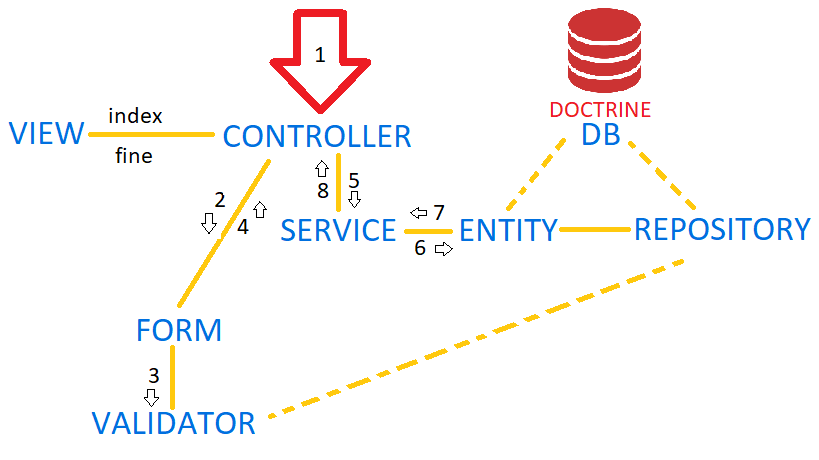 1
DOCTRINE
DB
index
VIEW
CONTROLLER
fine
8
5
2
4
7
SERVICE
ENTITY
REPOSITORY
6
FORM
3
VALIDATOR